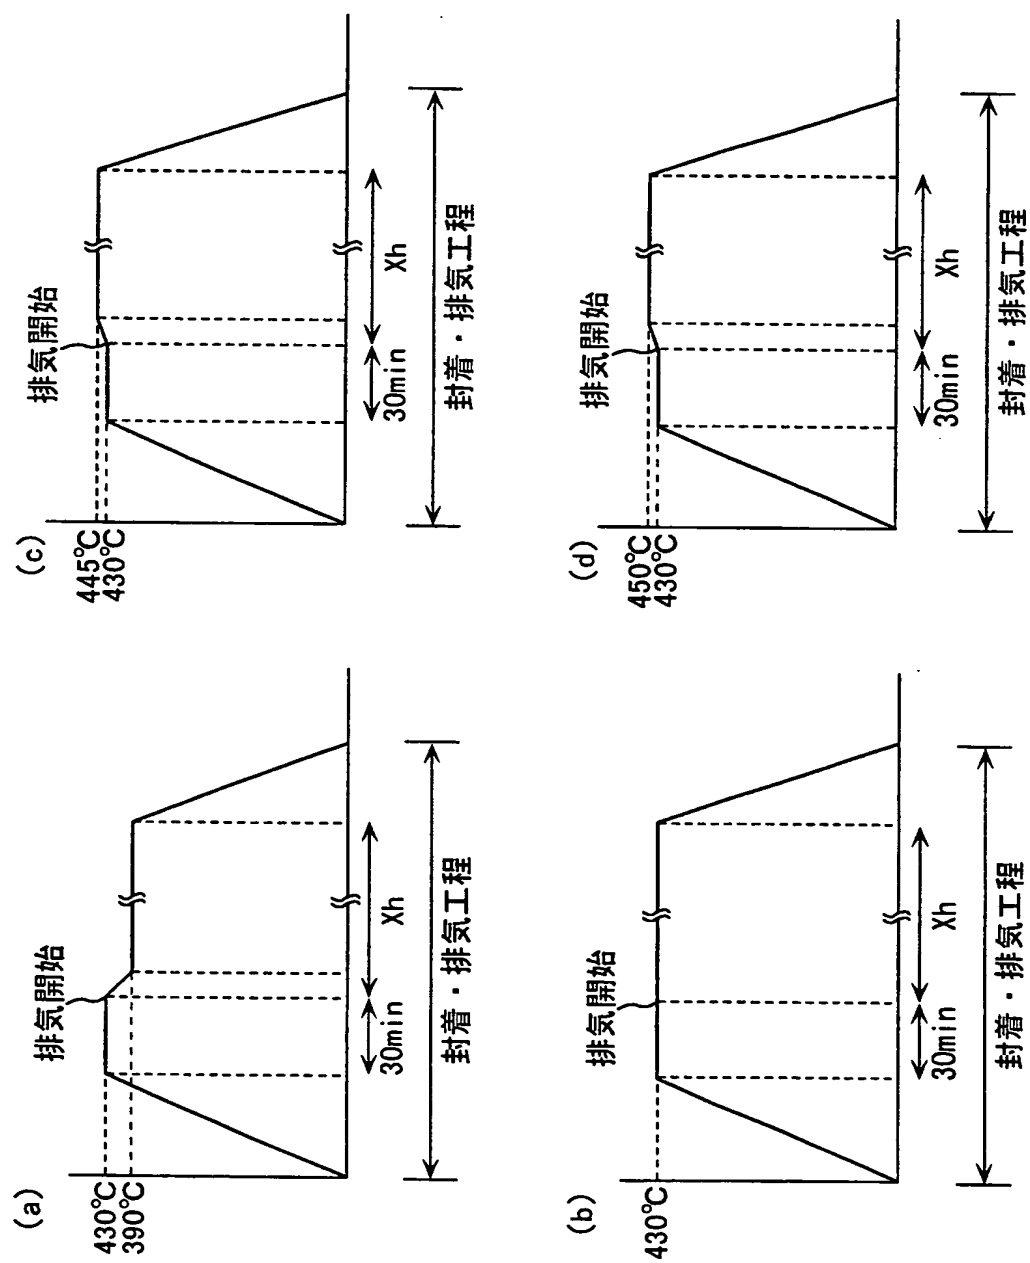 (a)
430℃
390℃
排気開始
30min
Xh
封着・排気工程
(b)
430℃
排気開始
30min
Xh
封着・排気工程
(c)
445℃
430℃
排気開始
30min
Xh
封着・排気工程
(d)
450℃
430℃
排気開始
30min
Xh
封着・排気工程